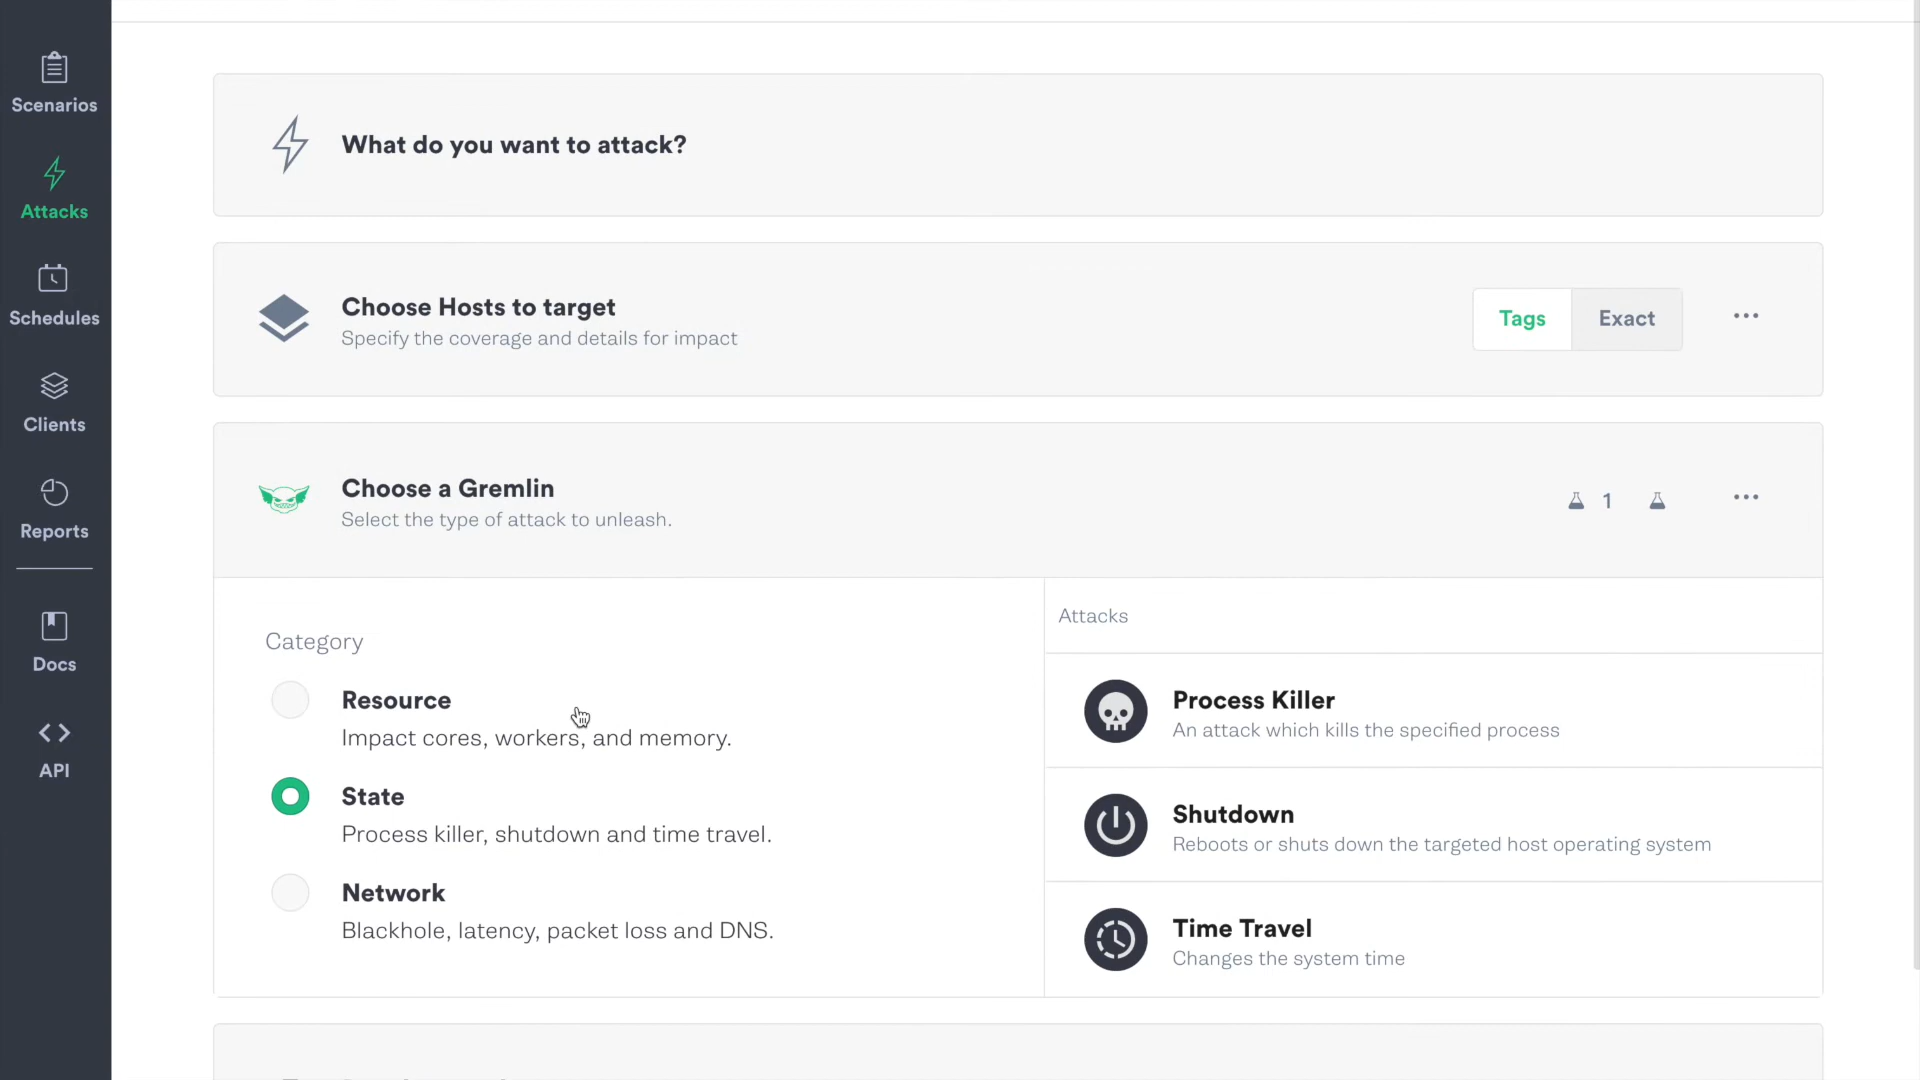 Scenarios
Attacks
Schedules
Clients
Reports
Docs
API
What do you want to attack?
Choose Hosts to target
Specify the coverage and details for impact
Tags
Exact
Choose a Gremlin
Select the type of attack to unleash.
1
Category
Resource
Impact cores, workers, and memory.
State
Process killer, shutdown and time travel.
Network
Blackhole, latency, packet loss and DNS.
Attacks
Process Killer
An attack which kills the specified process
Shutdown
Reboots or shuts down the targeted host operating system
Time Travel
Changes the system time